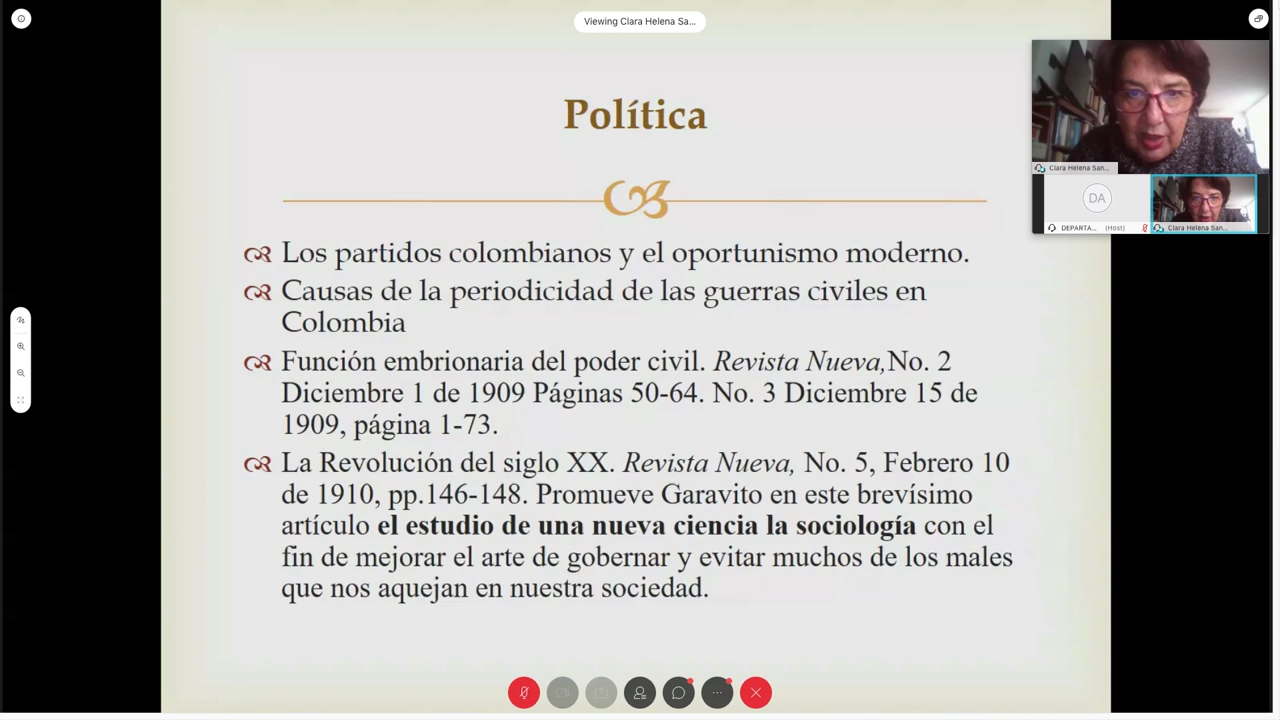 Viewing Clara Helena Sa...
Política
Los partidos colombianos y el oportunismo moderno.
Causas de la periodicidad de las guerras civiles en
Colombia
Función embrionaria del poder civil. Revista Nueva,No. 2
Diciembre 1 de 1909 Páginas 50-64. No. 3 Diciembre 15 de
1909, página 1-73.
La Revolución del siglo XX. Revista Nueva, No. 5, Febrero 10
de 1910, pp.146-148. Promueve Garavito en este brevísimo
artículo el estudio de una nueva ciencia la sociología con el
fin de mejorar el arte de gobernar y evitar muchos de los males
que nos aquejan en nuestra sociedad.
Clara Helena San...
DA
DEPARTA... (Host)
Clara Helena San...